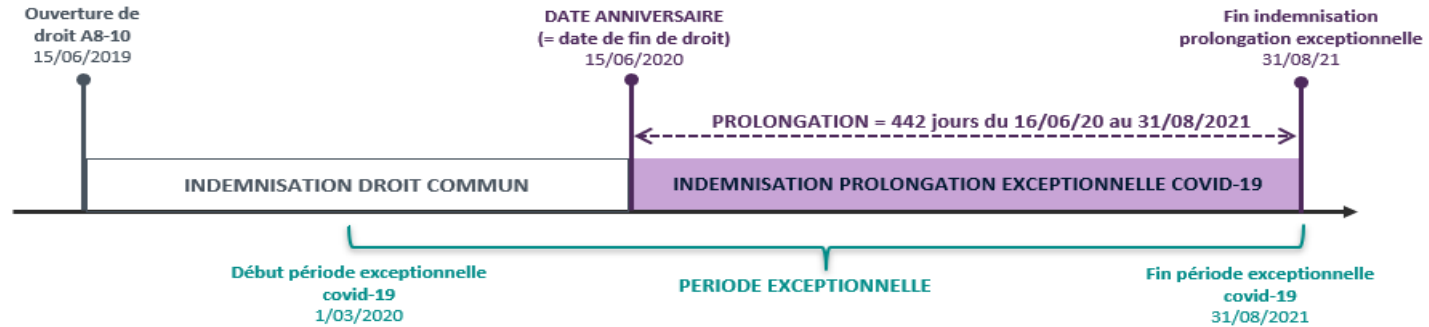 Ouverture de
droit A8-10
15/06/2019
DATE ANNIVERSAIRE
(= date de fin de droit)
15/06/2020
Fin indemnisation
prolongation exceptionnelle
31/08/21
PROLONGATION = 442 jours du 16/06/20 au 31/08/2021
INDEMNISATION DROIT COMMUN
INDEMNISATION PROLONGATION EXCEPTIONNELLE COVID-19
Début période exceptionnelle
covid-19
1/03/2020
PERIODE EXCEPTIONNELLE
Fin période exceptionnelle
covid-19
31/08/2021